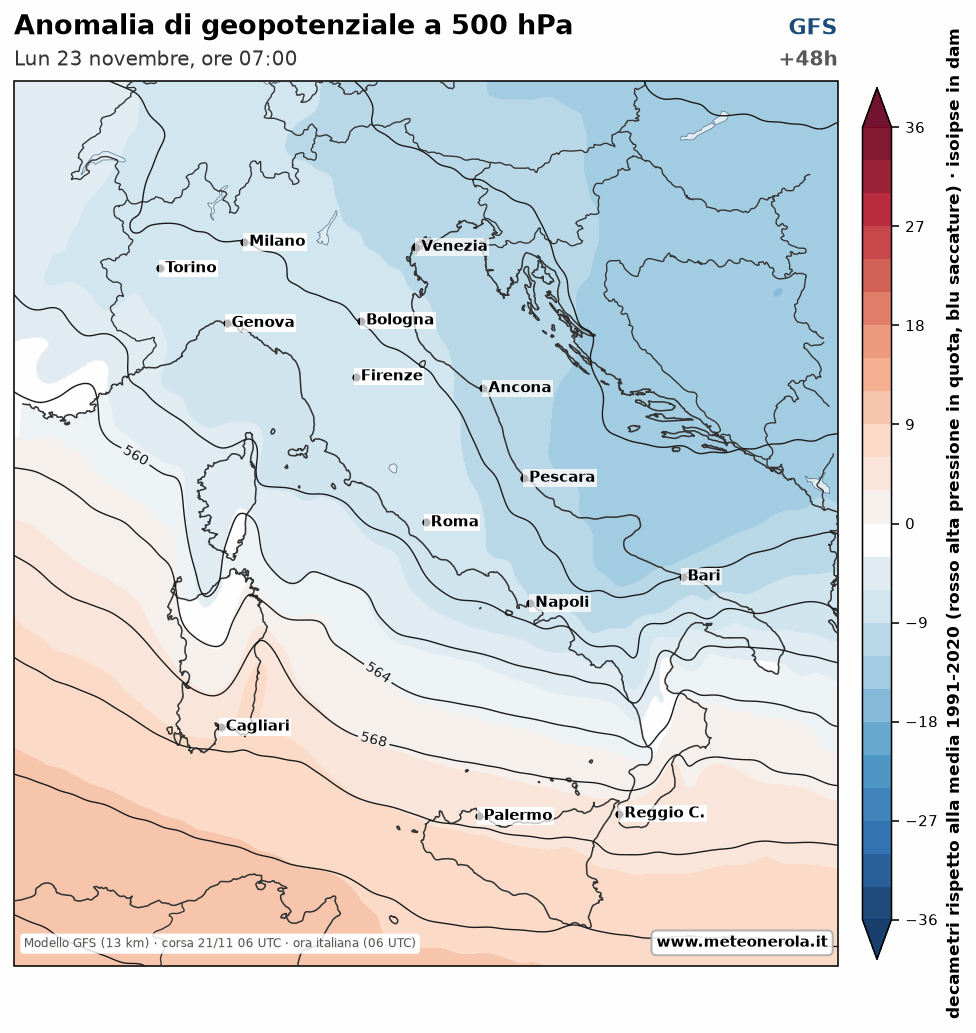 Anomalia di geopotenziale a 500 hPa
GFS
Lun 23 novembre, ore 07:00
+48h
Milano
Venezia
Torino
Bologna
Genova
Firenze
Ancona
560
Pescara
Roma
Bari
Napoli
564
Cagliari
568
Palermo
Reggio C.
Modello GFS (13 km) · corsa 21/11 06 UTC · ora italiana (06 UTC)
www.meteonerola.it
36
27
18
9
0
−9
−18
−27
−36
decametri rispetto alla media 1991-2020 (rosso alta pressione in quota, blu saccature) · isoipse in dam